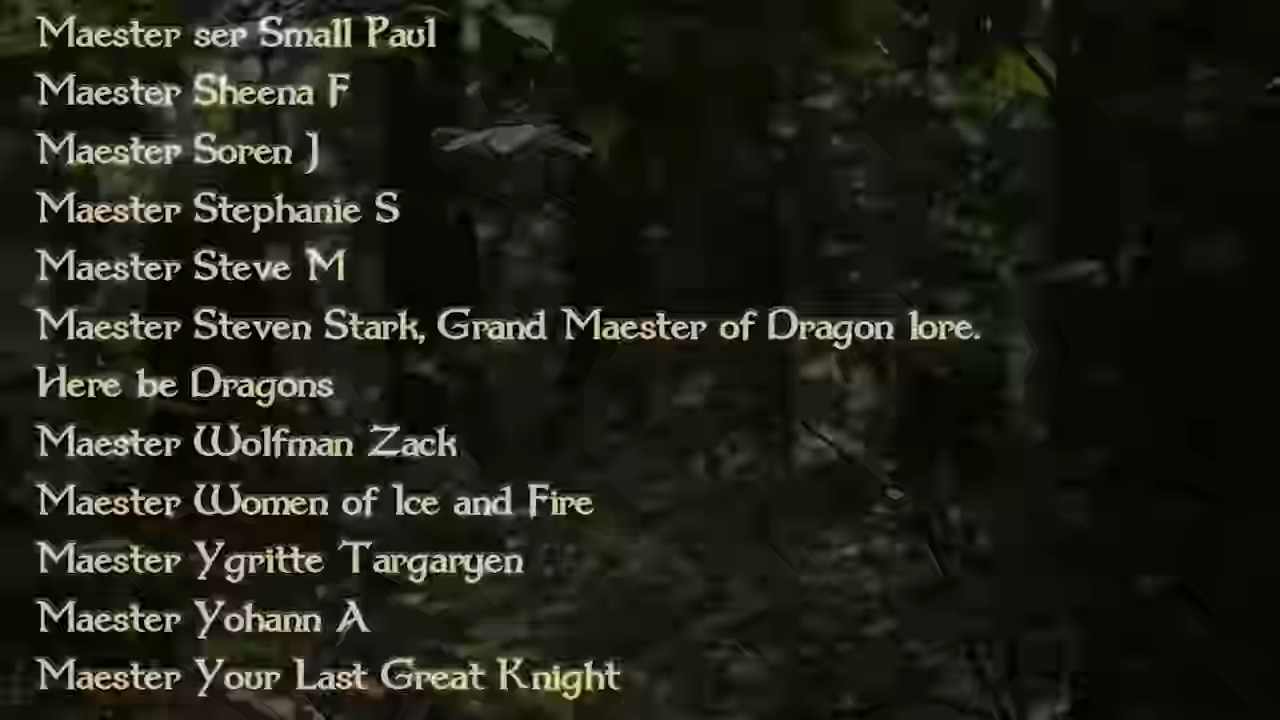 Maester ser Small Paul
Maester Sheena F
Maester Soren J
Maester Stephanie S
Maester Steve M
Maester Steven Stark, Grand Maester of Dragon lore.
Here be Dragons
Maester Wolfman Zack
Maester Women of Ice and Fire
Maester Ygritte Targaryen
Maester Yohann A
Maester Your Last Great Knight